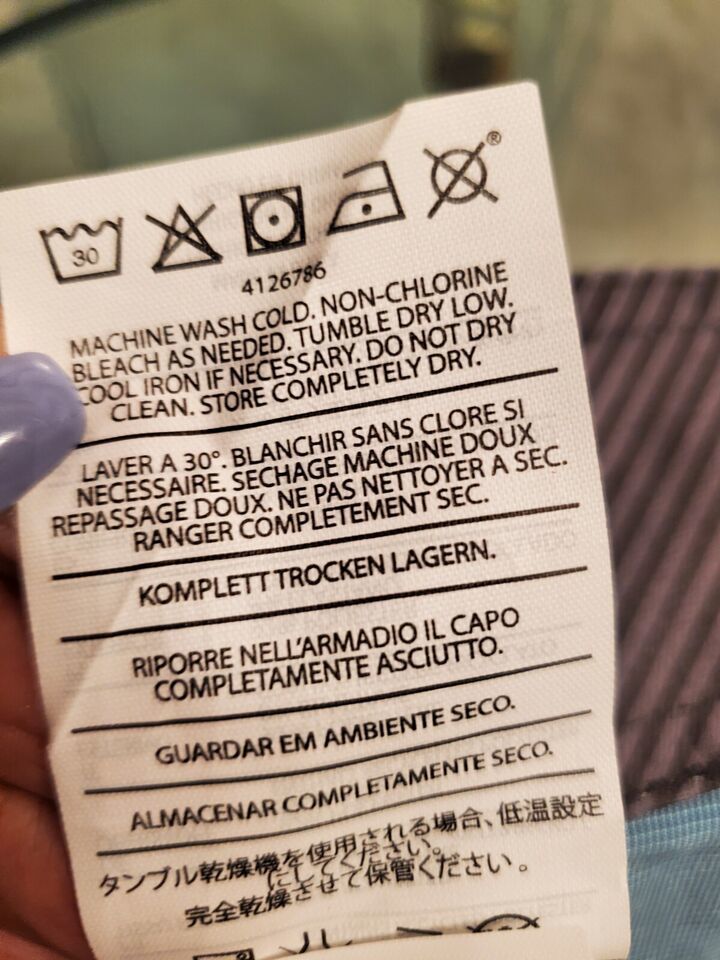 30
®
4126786
MACHINE WASH COLD. NON-CHLORINE
BLEACH AS NEEDED. TUMBLE DRY LOW.
COOL IRON IF NECESSARY. DO NOT DRY
CLEAN. STORE COMPLETELY DRY.
LAVER A 30°. BLANCHIR SANS CLORE SI
NECESSAIRE. SECHAGE MACHINE DOUX
REPASSAGE DOUX. NE PAS NETTOYER A SEC.
RANGER COMPLETEMENT SEC.
KOMPLETT TROCKEN LAGERN.
RIPORRE NELL'ARMADIO IL CAPO
COMPLETAMENTE ASCIUTTO.
GUARDAR EM AMBIENTE SECO.
ALMACENAR COMPLETAMENTE SECO.
タンブル乾燥機を使用される場合、低温設定
にしてください。
完全乾燥させて保管ください。